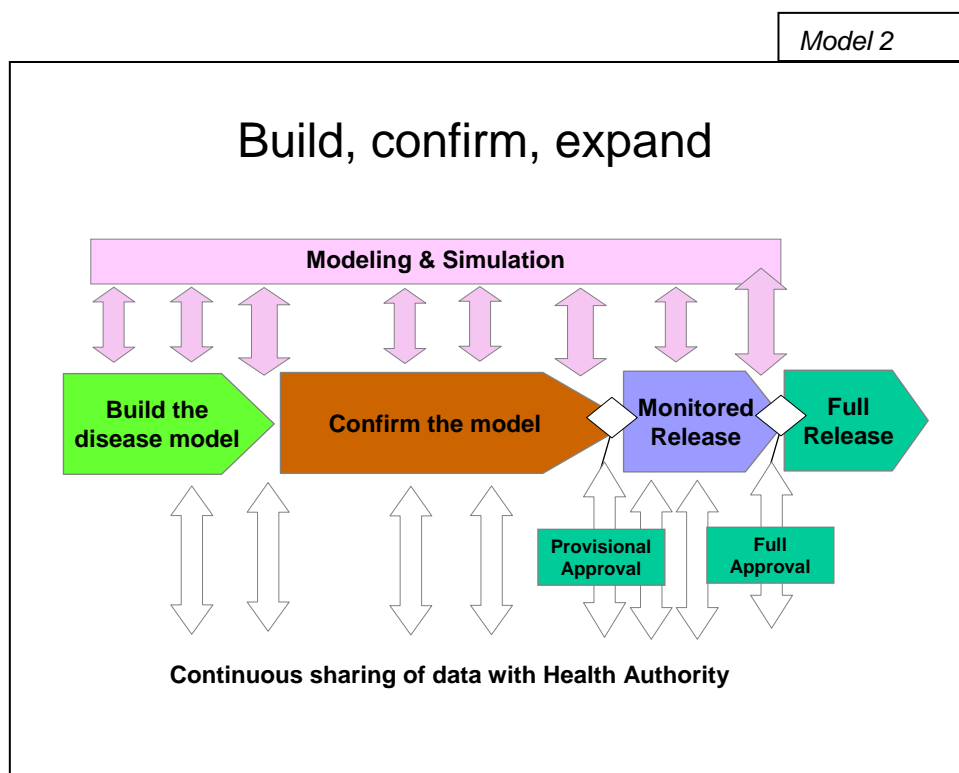 Model 2
Build, confirm, expand
Modeling & Simulation
Build the
disease model
Confirm the model
Monitored
Release
Full
Release
Provisional
Approval
Full
Approval
Continuous sharing of data with Health Authority